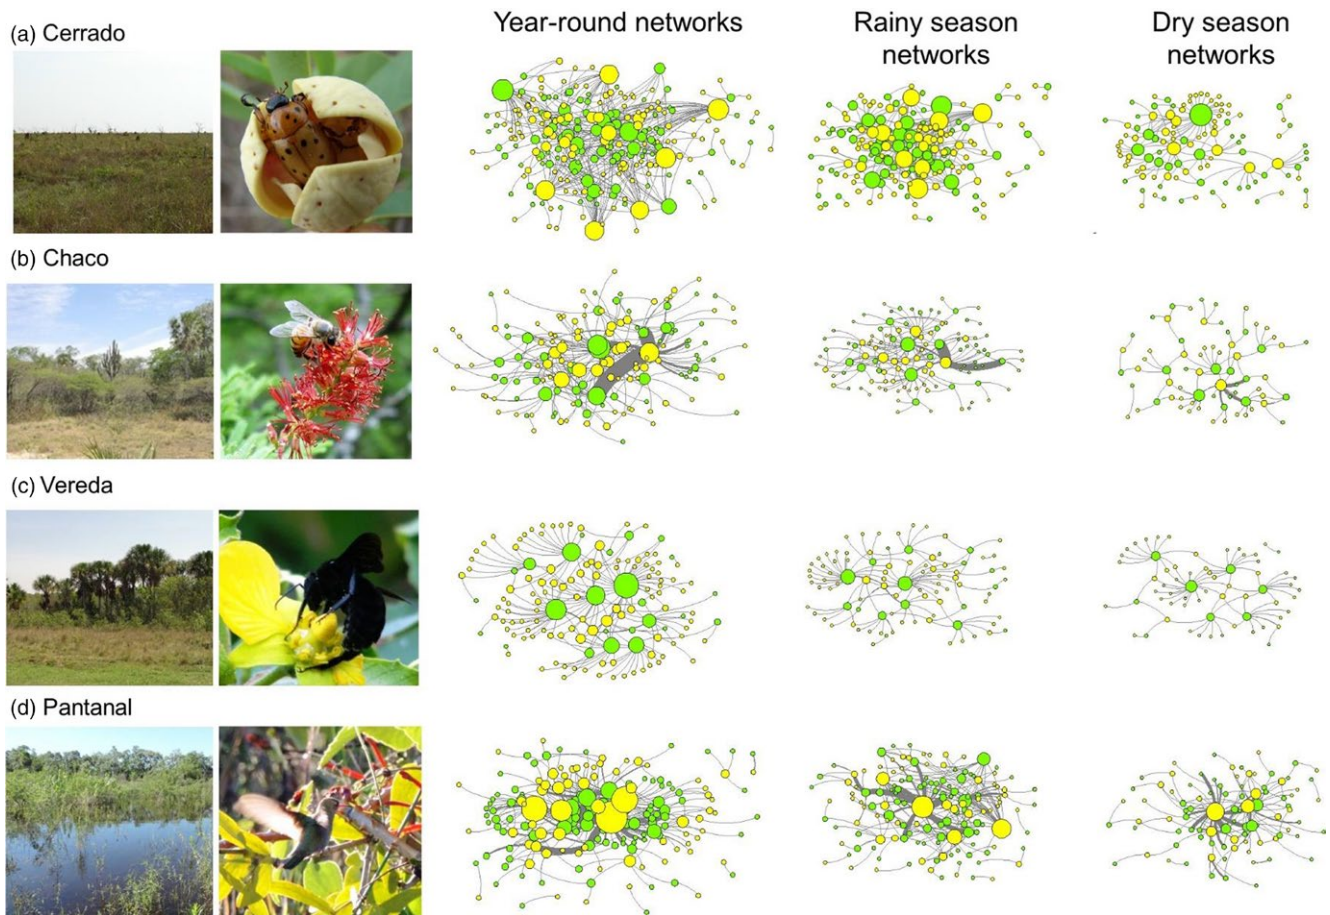 (a) Cerrado
Year-round networks
Rainy season
networks
Dry season
networks
(b) Chaco
(c) Vereda
(d) Pantanal